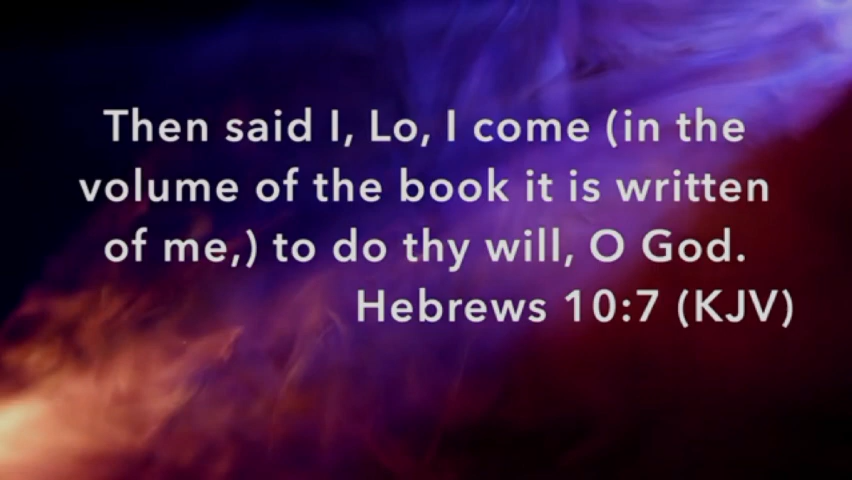 Then said I, Lo, I come (in the
volume of the book it is written
of me,) to do thy will, O God.
Hebrews 10:7 (KJV)